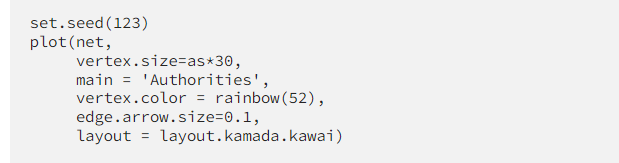 set.seed(123)
plot(net,
     vertex.size=as*30,
     main = 'Authorities',
     vertex.color = rainbow(52),
     edge.arrow.size=0.1,
     layout = layout.kamada.kawai)